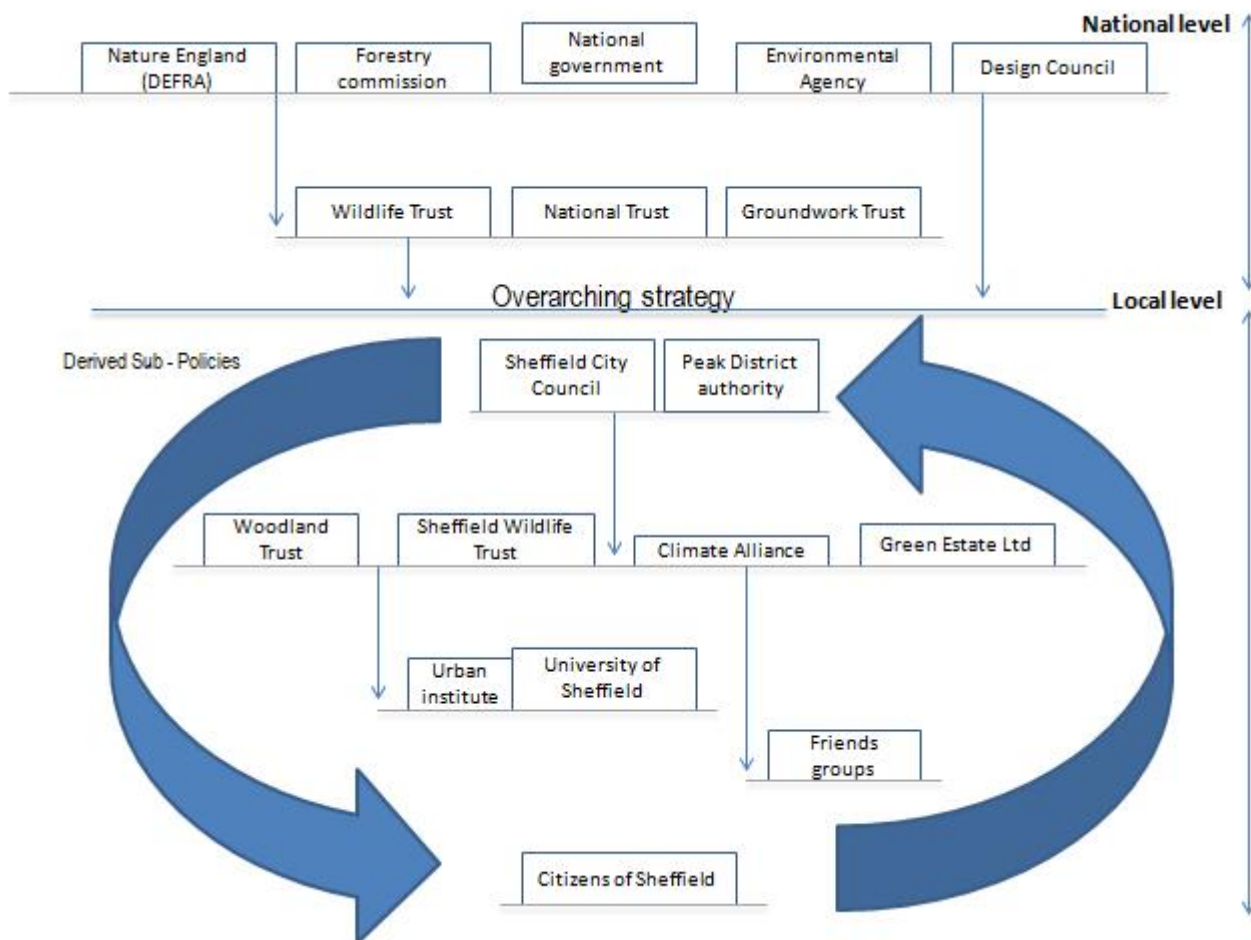 National level
Nature England
(DEFRA)
Forestry
commission
National
government
Environmental
Agency
Design Council
Wildlife Trust
National Trust
Groundwork Trust
Overarching strategy
Local level
Derived Sub - Policies
Sheffield City
Council
Peak District
authority
Woodland
Trust
Sheffield Wildlife
Trust
Climate Alliance
Green Estate Ltd
Urban
institute
University of
Sheffield
Friends
groups
Citizens of Sheffield